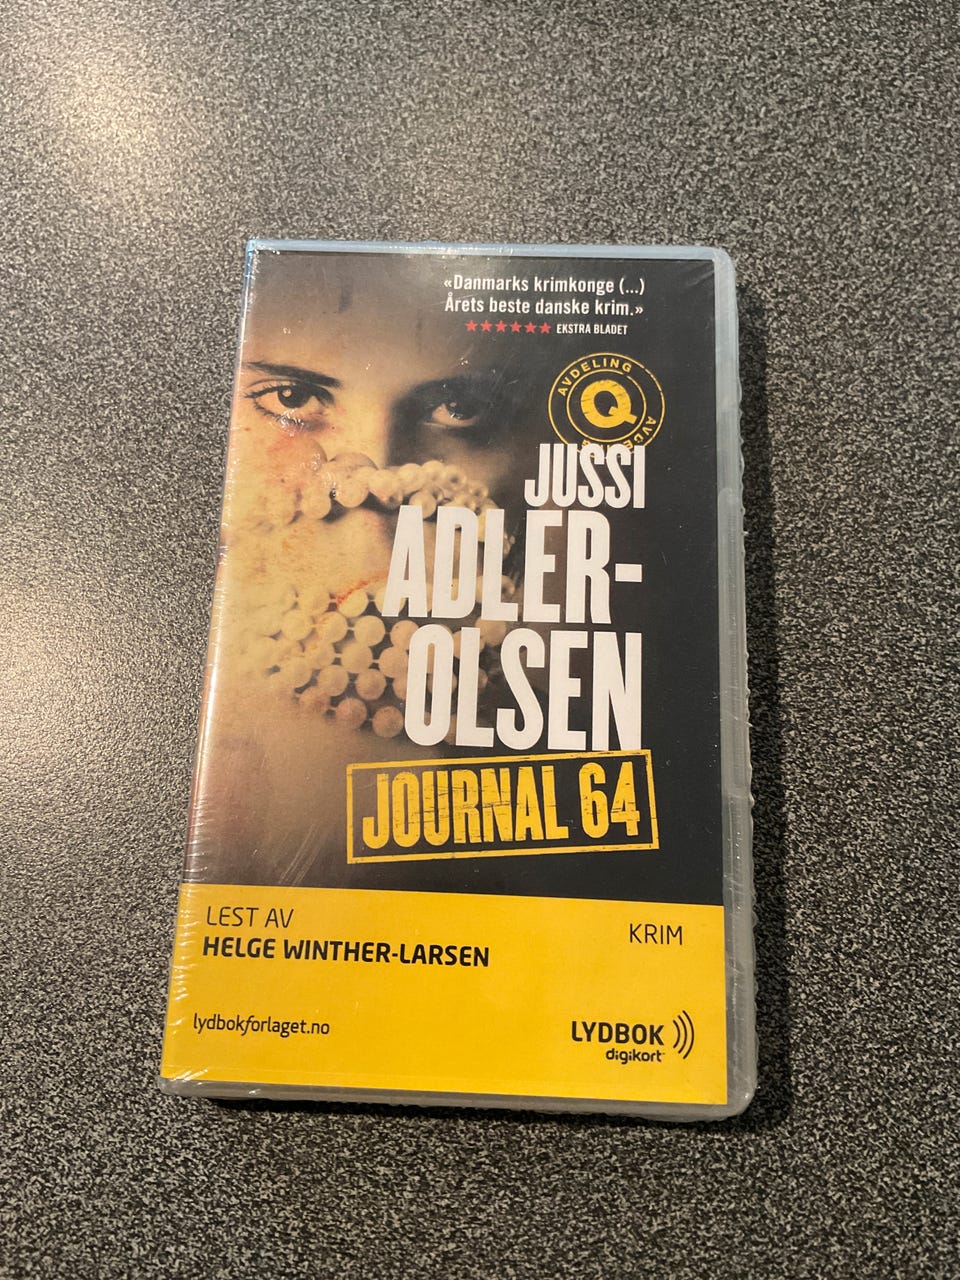 «Danmarks krimkonge (...)
Årets beste danske krim.»
★★★★★★ EKSTRA BLADET
AVDELING
Q
AVDE
JUSSI
ADLER-
OLSEN
JOURNAL 64
LEST AV
HELGE WINTHER-LARSEN
KRIM
lydbokforlaget.no
LYDBOK
digikort